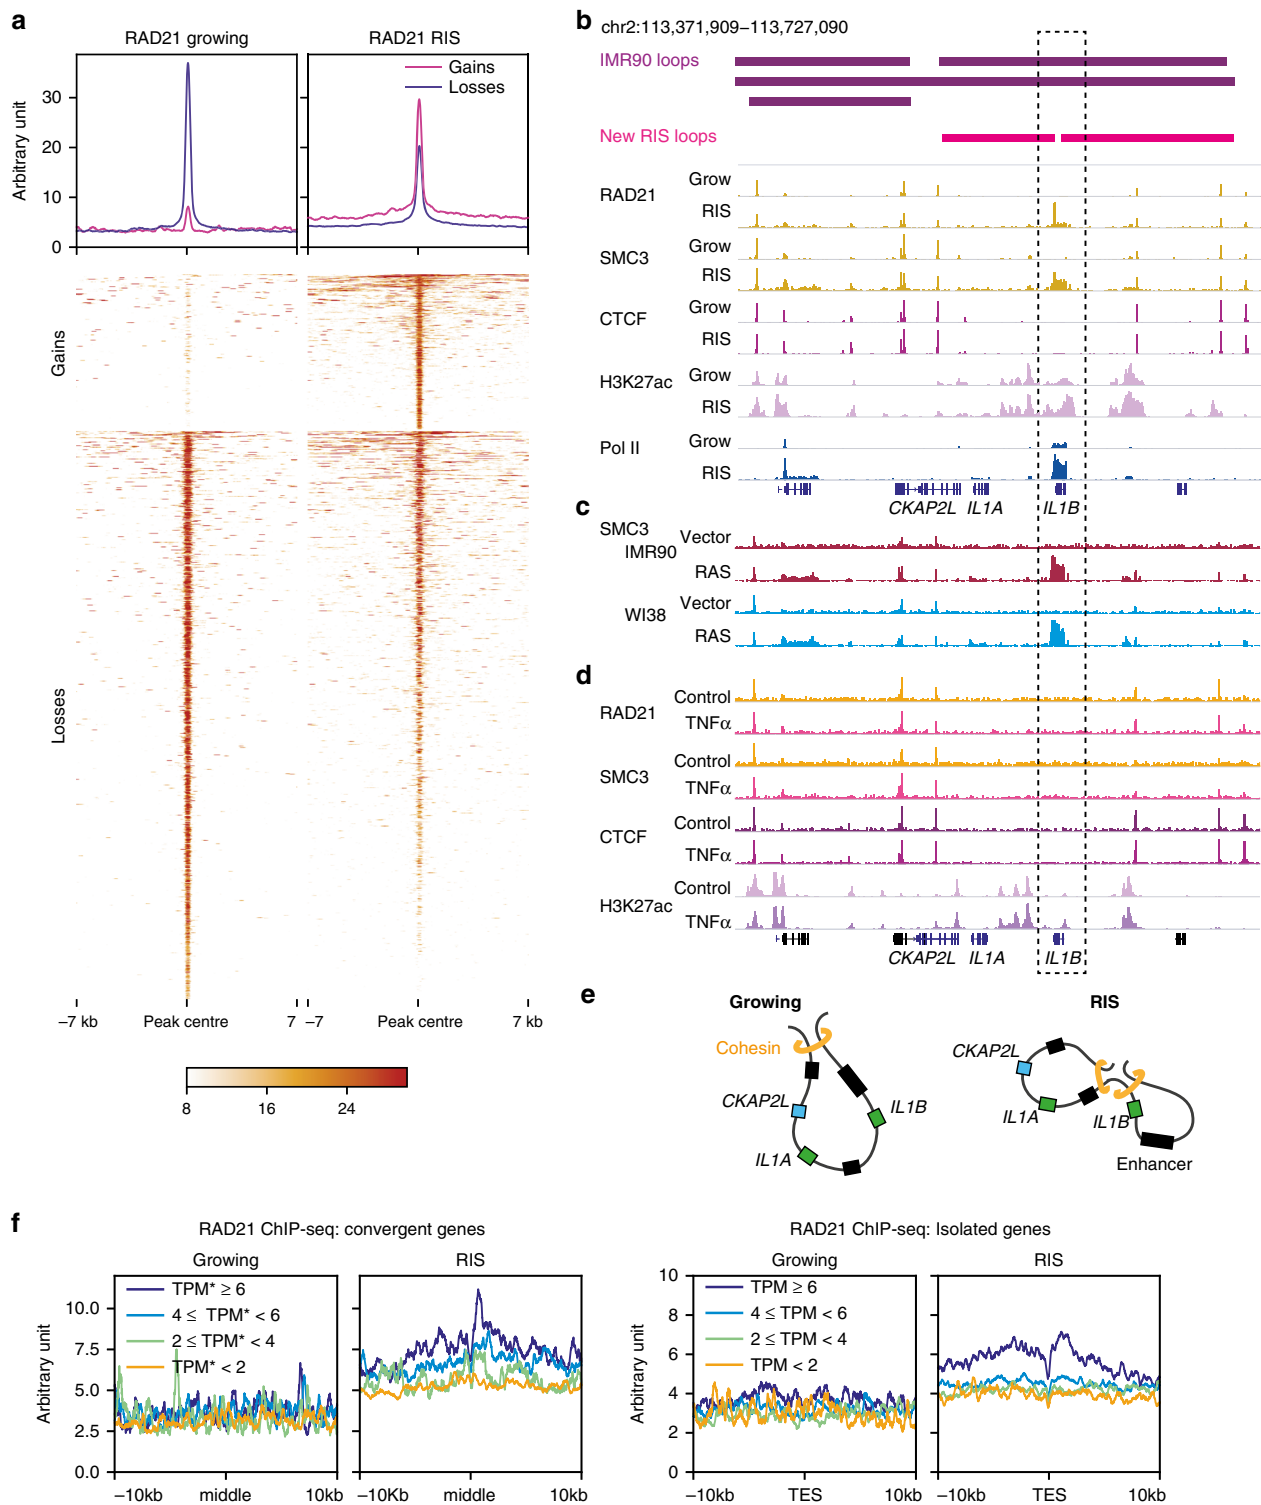 a
RAD21 growing
RAD21 RIS
Gains
Losses
Arbitrary unit
30
20
10
0
Gains
Losses
–7 kb
Peak centre
7
–7
Peak centre
7 kb
8
16
24
b
chr2:113,371,909–113,727,090
IMR90 loops
New RIS loops
RAD21
Grow
RIS
SMC3
Grow
RIS
CTCF
Grow
RIS
H3K27ac
Grow
RIS
Pol II
Grow
RIS
CKAP2L
IL1A
IL1B
c
SMC3
IMR90
Vector
RAS
WI38
Vector
RAS
d
RAD21
Control
TNFα
SMC3
Control
TNFα
CTCF
Control
TNFα
H3K27ac
Control
TNFα
CKAP2L
IL1A
IL1B
e
Growing
RIS
Cohesin
CKAP2L
IL1A
IL1B
CKAP2L
IL1A
IL1B
Enhancer
f
RAD21 ChIP-seq: convergent genes
Growing
RIS
TPM* ≥ 6
4 ≤ TPM* < 6
2 ≤ TPM* < 4
TPM* < 2
Arbitrary unit
10.0
7.5
5.0
2.5
0.0
–10kb
middle
10kb
–10Kb
middle
10kb
RAD21 ChIP-seq: Isolated genes
Growing
RIS
TPM ≥ 6
4 ≤ TPM < 6
2 ≤ TPM < 4
TPM < 2
Arbitrary unit
10
8
6
4
2
0
–10kb
TES
10kb
–10kb
TES
10kb